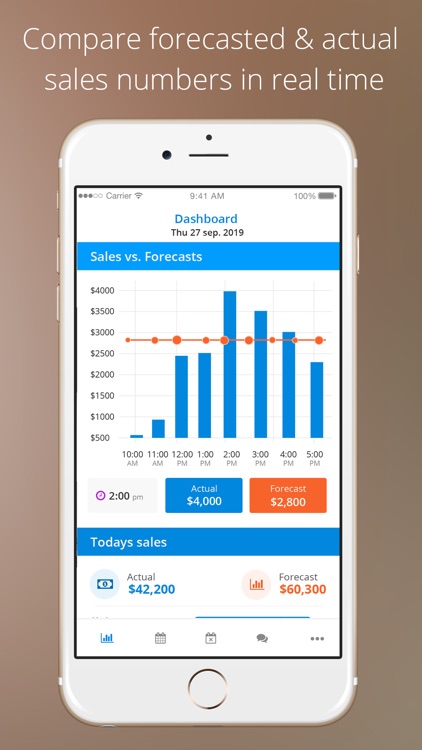 Compare forecasted & actual
sales numbers in real time
Carrier 9:41 AM 100%
Dashboard
Thu 27 sep. 2019
Sales vs. Forecasts
$4000
$3500
$3000
$2500
$2000
$1500
$1000
$500
10:00 11:00 12:00 1:00 2:00 3:00 4:00 5:00
AM AM PM PM PM PM PM PM
2:00 pm
Actual
$4,000
Forecast
$2,800
Todays sales
Actual
$42,200
Forecast
$60,300